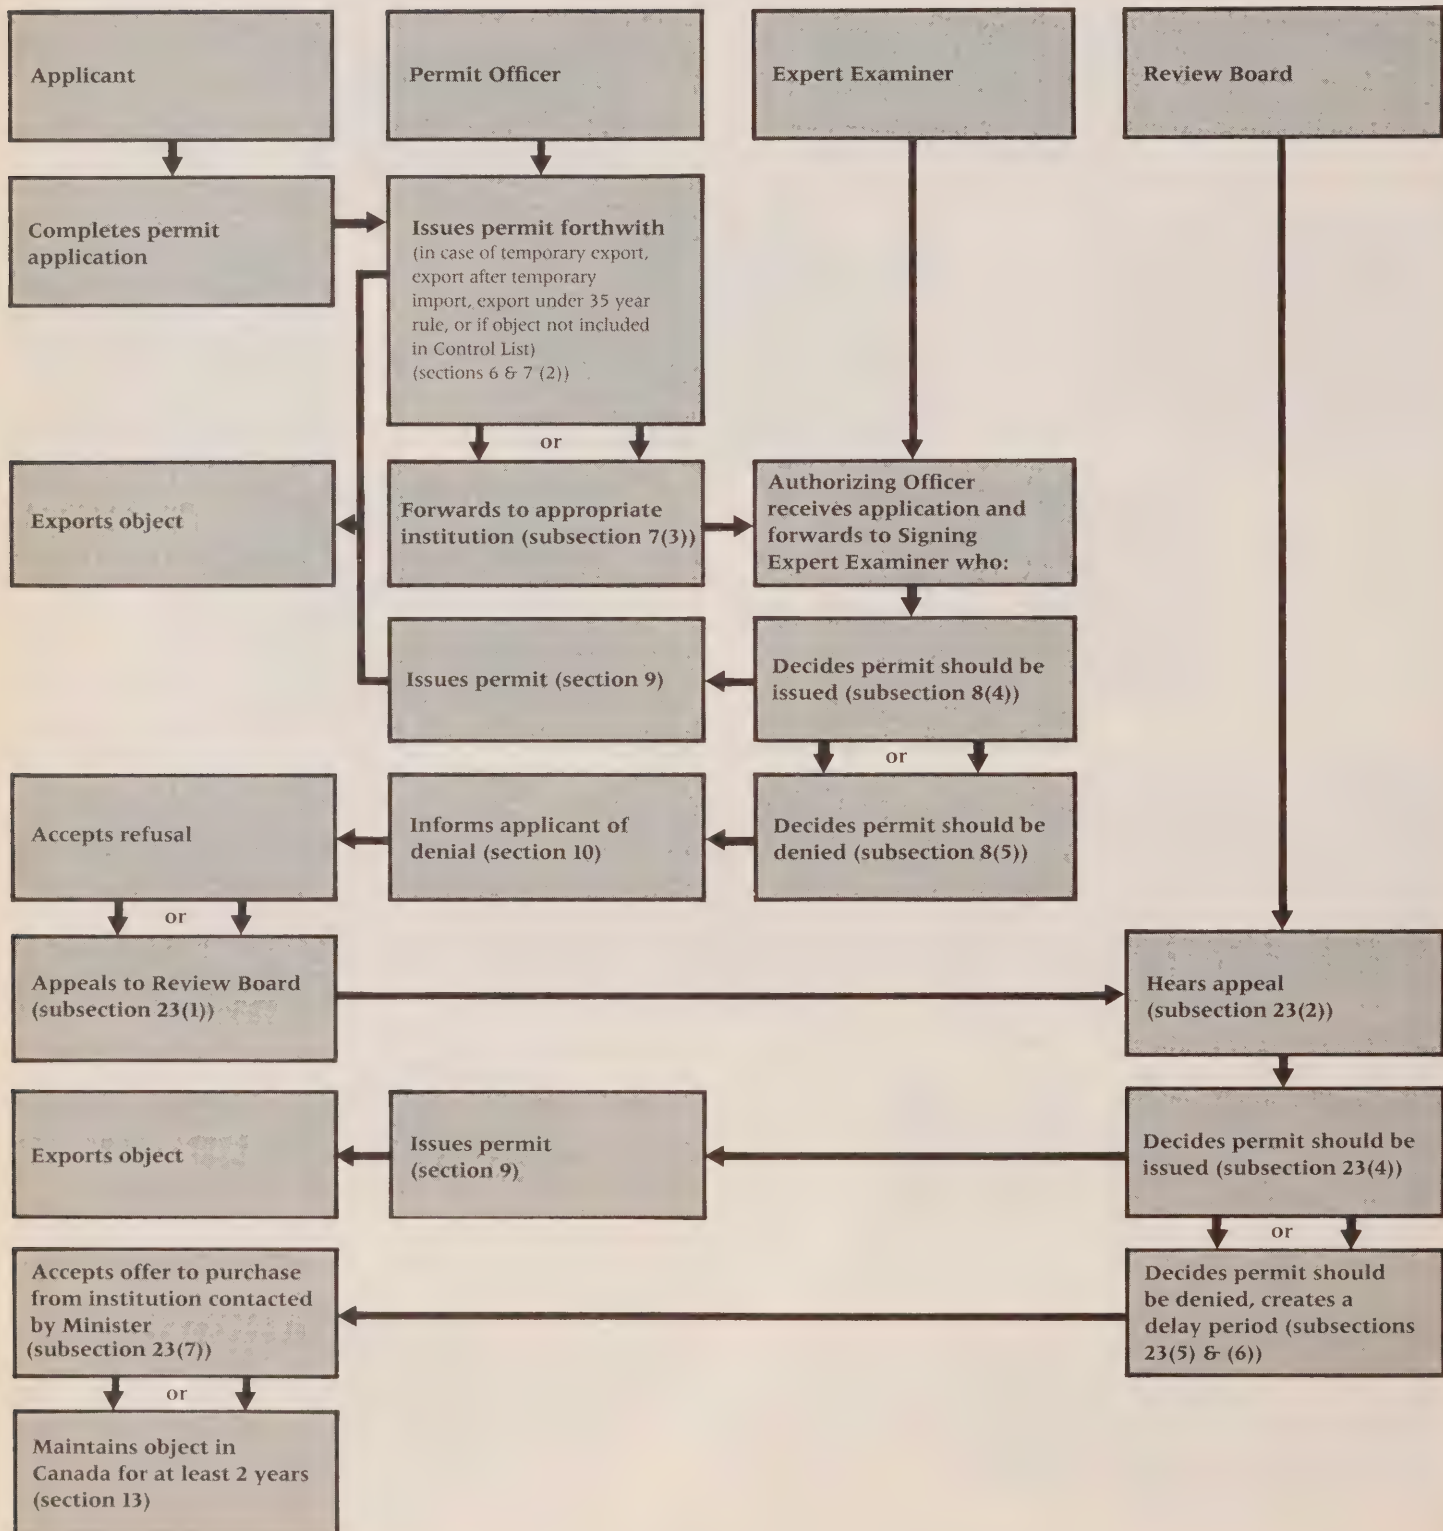 Applicant
Permit Officer
Expert Examiner
Review Board
Completes permit
application
Issues permit forthwith
(in case of temporary export,
export after temporary
import, export under 35 year
rule, or if object not included
in Control List)
(sections 6 & 7 (2))
or
Exports object
Forwards to appropriate
institution (subsection 7(3))
Authorizing Officer
receives application and
forwards to Signing
Expert Examiner who:
Issues permit (section 9)
Decides permit should be
issued (subsection 8(4))
or
Accepts refusal
Informs applicant of
denial (section 10)
Decides permit should be
denied (subsection 8(5))
or
Appeals to Review Board
(subsection 23(1))
Hears appeal
(subsection 23(2))
Exports object
Issues permit
(section 9)
Decides permit should be
issued (subsection 23(4))
or
Accepts offer to purchase
from institution contacted
by Minister
(subsection 23(7))
Decides permit should
be denied, creates a
delay period (subsections
23(5) & (6))
or
Maintains object in
Canada for at least 2 years
(section 13)